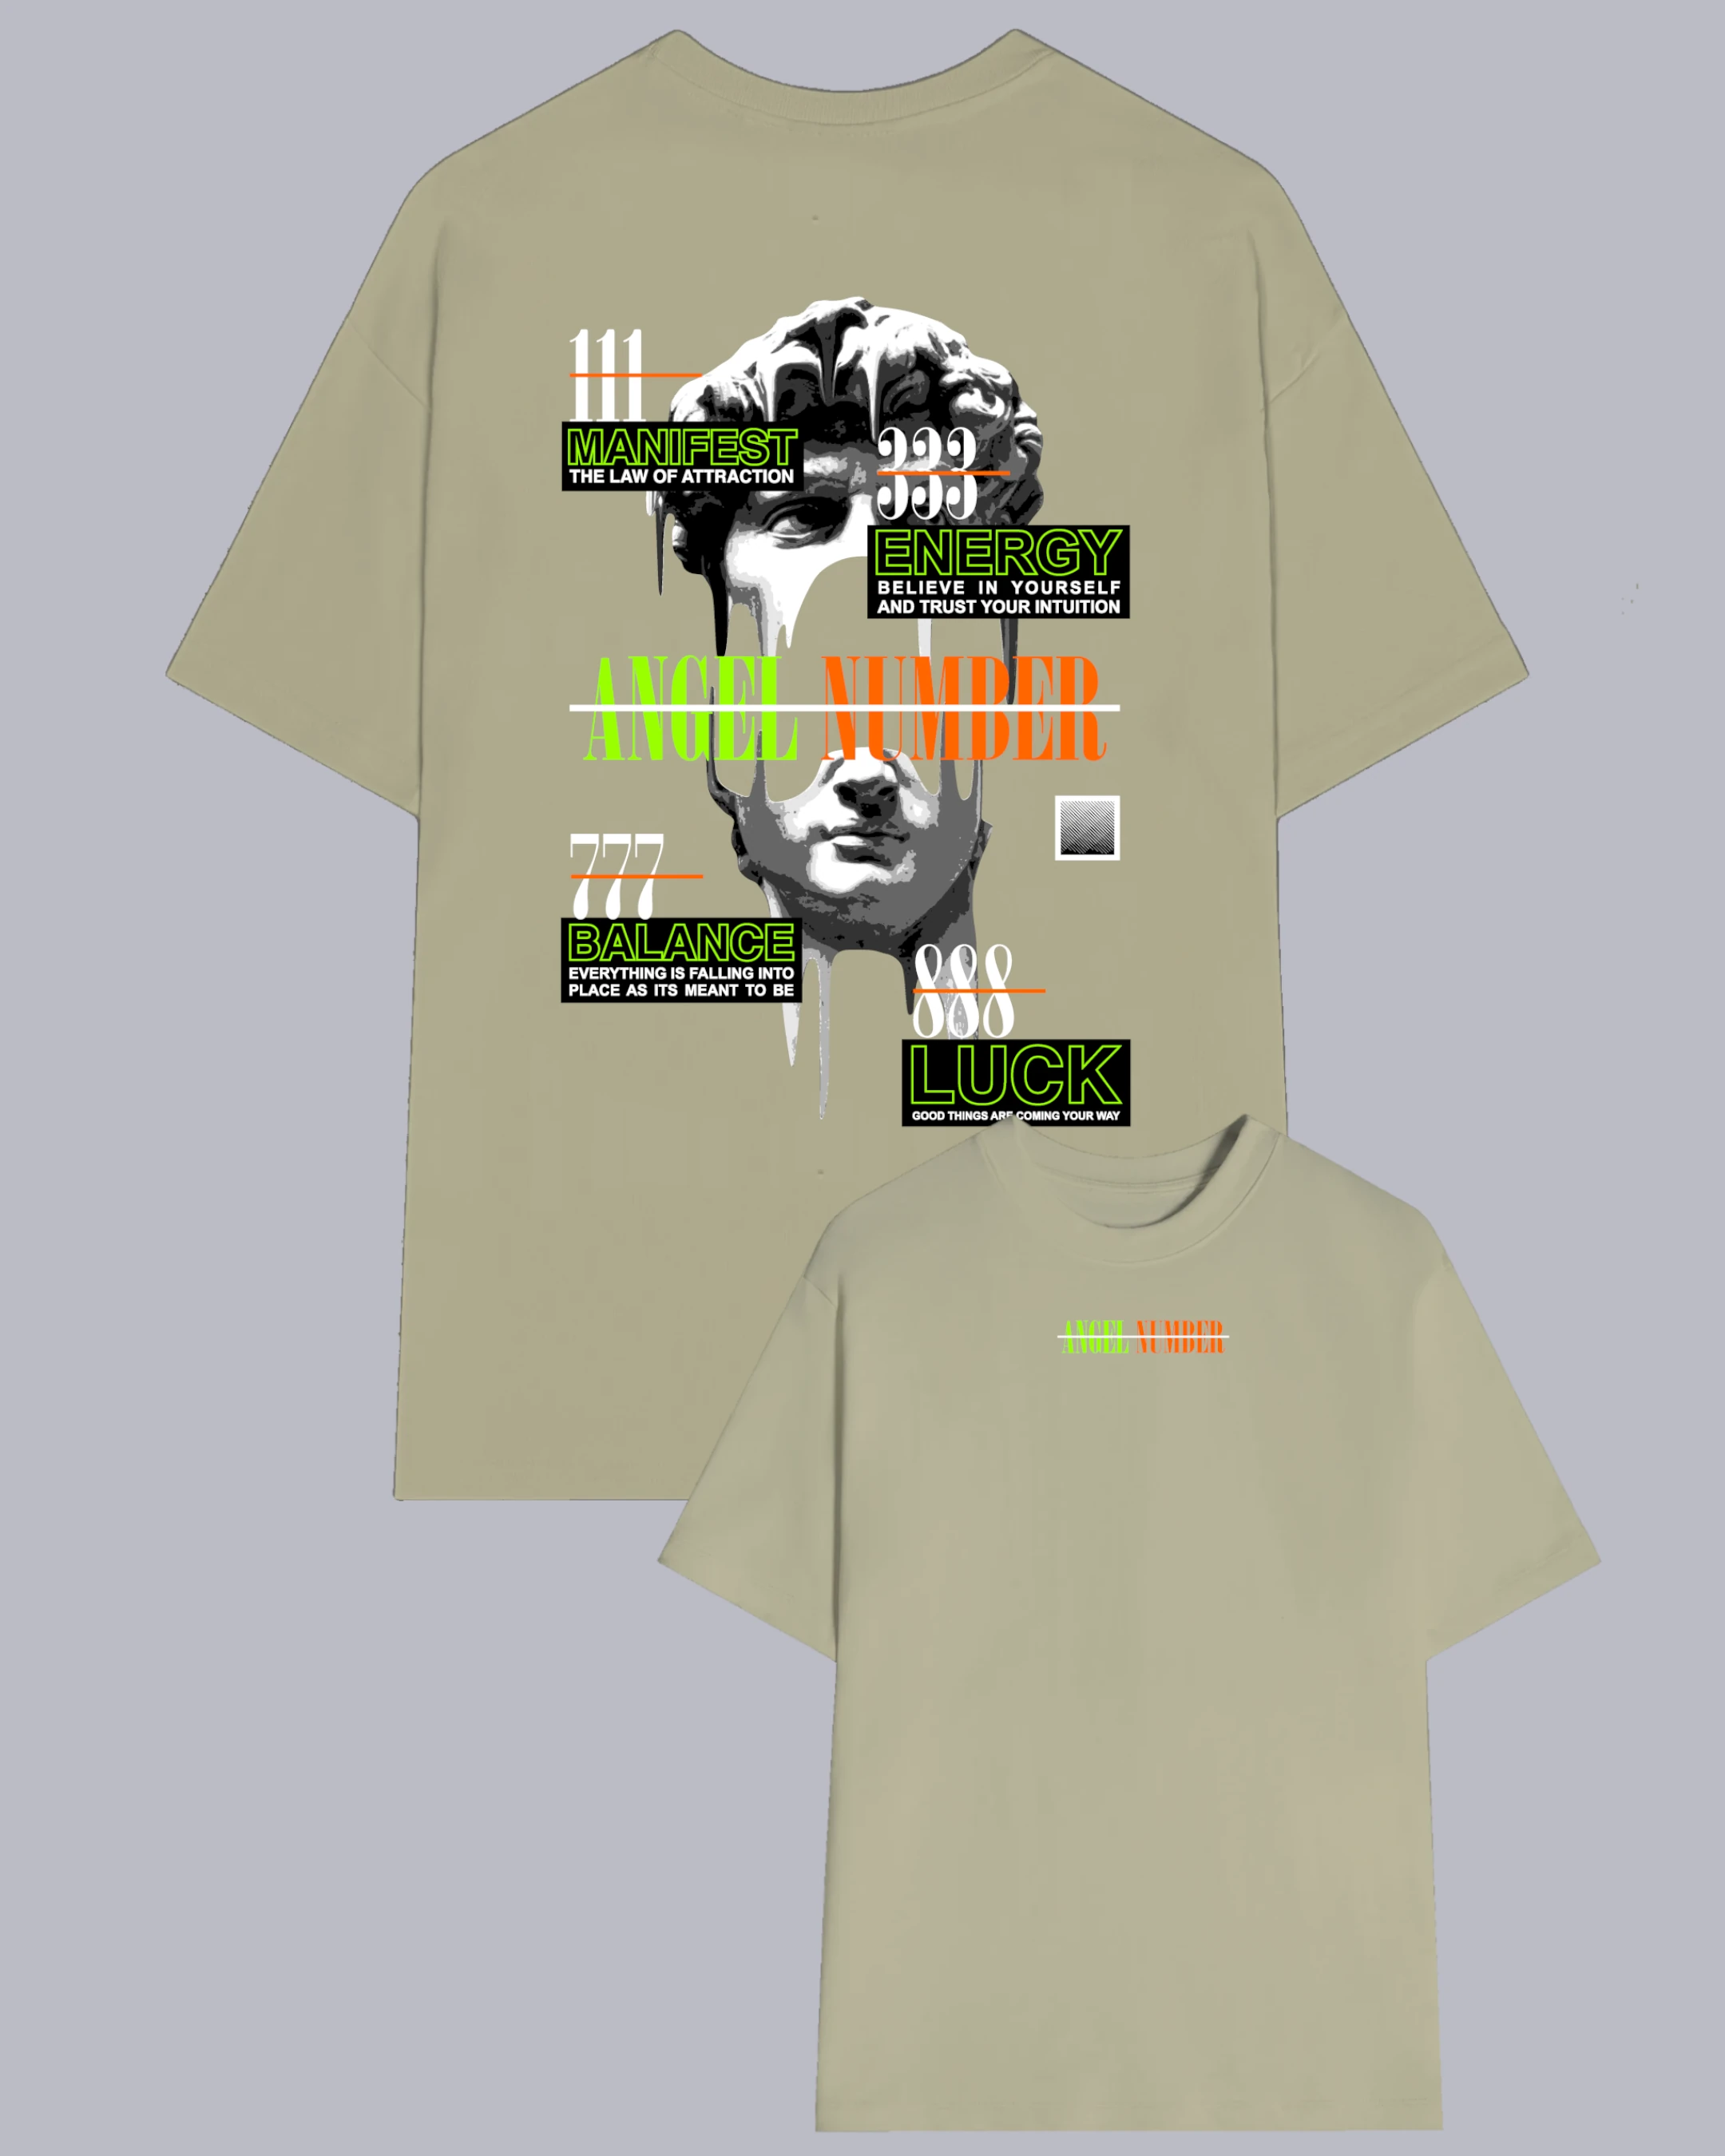 111
MANIFEST
THE LAW OF ATTRACTION
333
ENERGY
BELIEVE IN YOURSELF
AND TRUST YOUR INTUITION
ANGEL NUMBER
777
BALANCE
EVERYTHING IS FALLING INTO
PLACE AS ITS MEANT TO BE
888
LUCK
GOOD THINGS ARE COMING YOUR WAY
ANGEL NUMBER